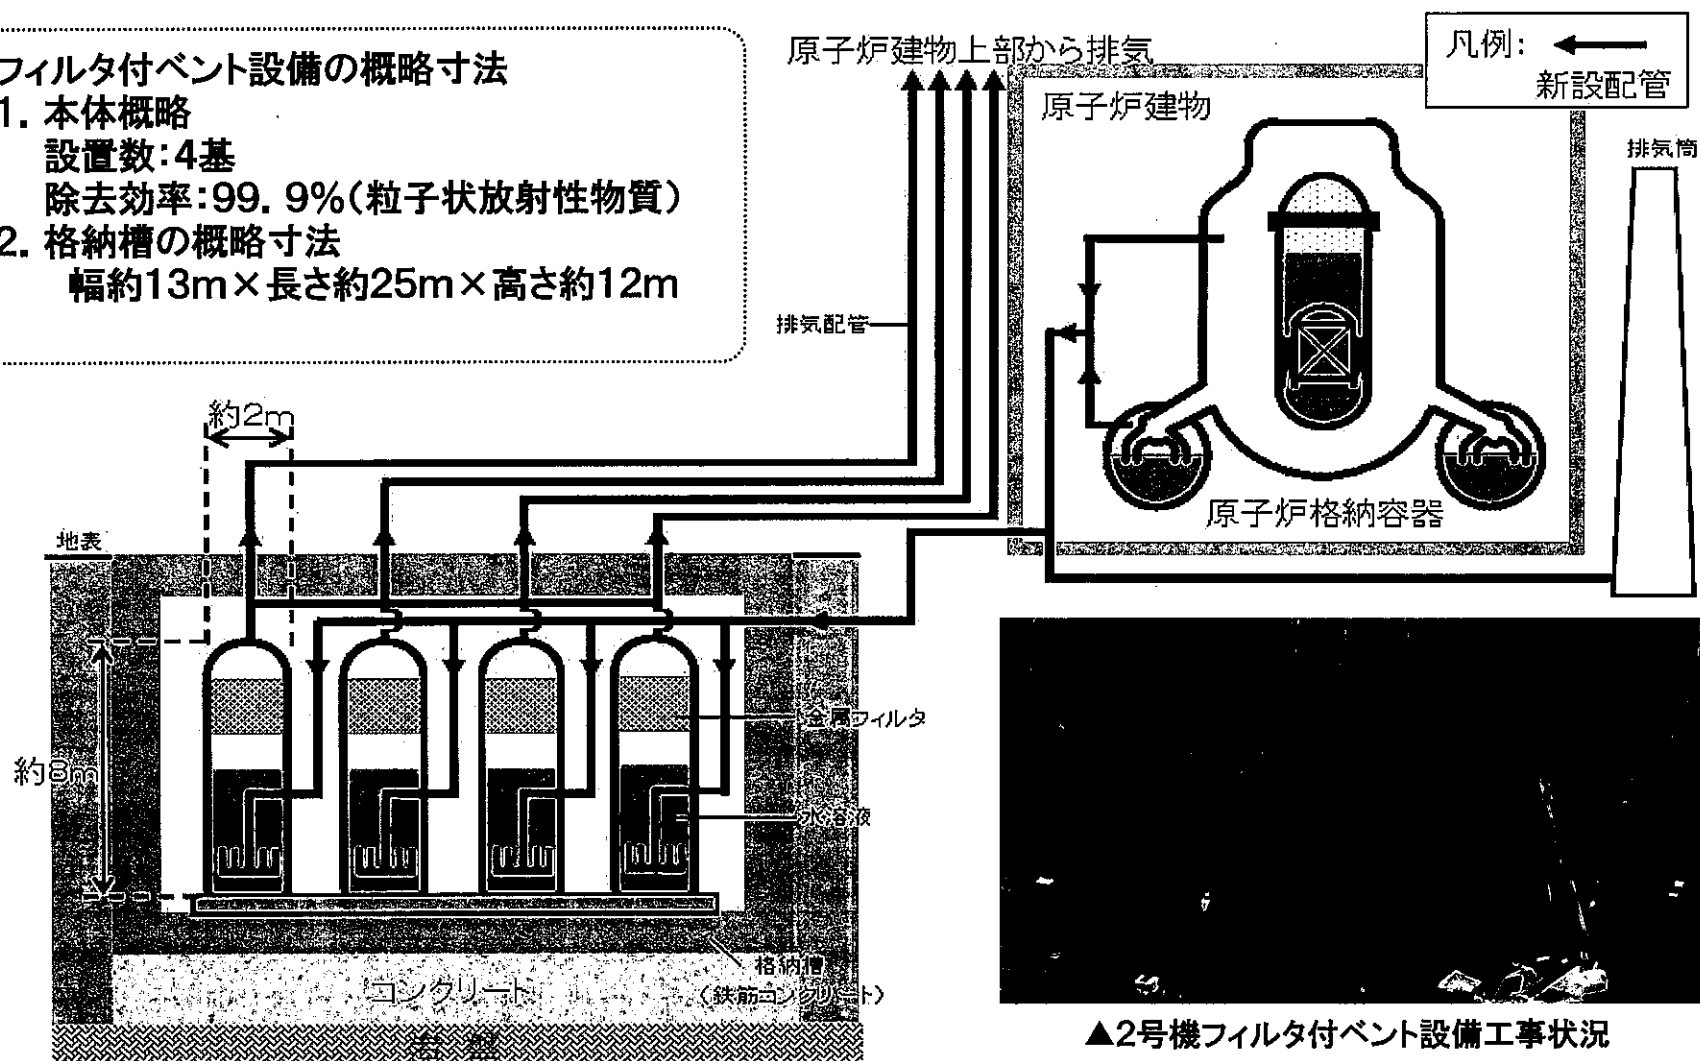 フィルタ付ベント設備の概略寸法
1. 本体概略
設置数:4基
除去効率:99. 9%(粒子状放射性物質)
2. 格納槽の概略寸法
幅約13m×長さ約25m×高さ約12m
原子炉建物上部から排気
凡例:
新設配管
原子炉建物
排気筒
排気配管
約2m
原子炉格納容器
地表
金属フィルタ
約8m
水溶液
格納槽
(鉄筋コンクリート)
コンクリート
岩盤
▲2号機フィルタ付ベント設備工事状況